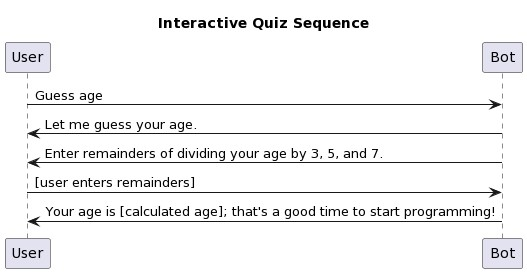 Interactive Quiz Sequence
User Bot
Guess age
Let me guess your age.
Enter remainders of dividing your age by 3, 5, and 7.
[user enters remainders]
Your age is [calculated age]; that's a good time to start programming!
User Bot